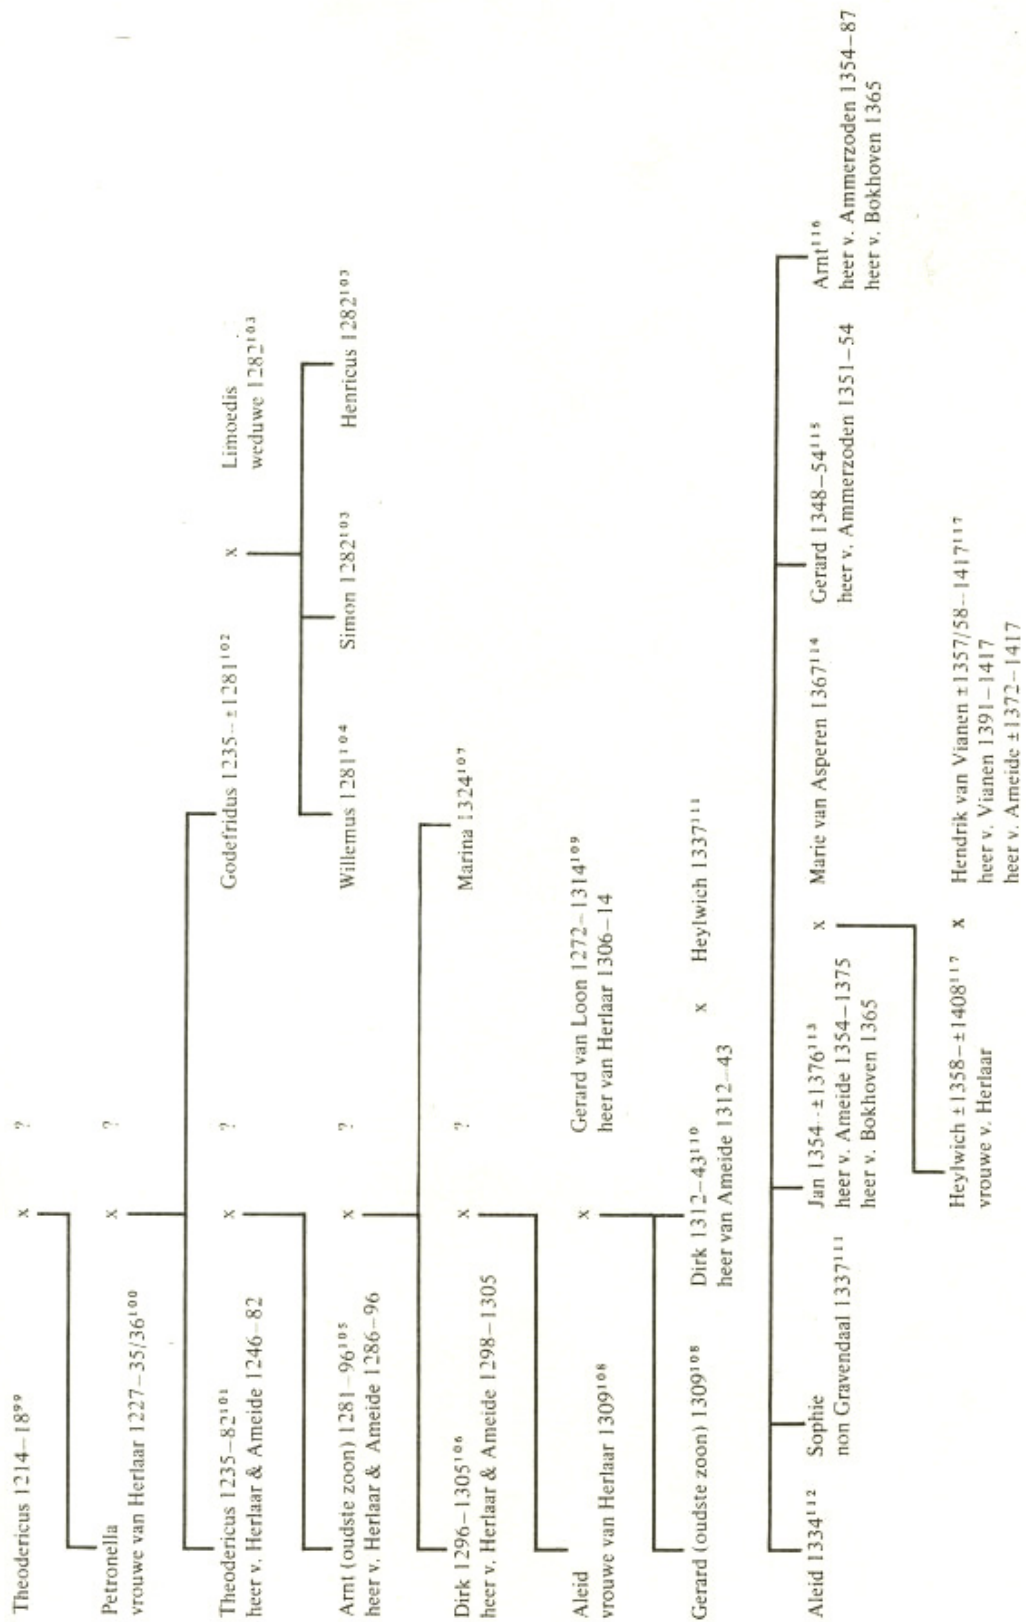 Theodericus 1214–18⁹⁹ x ?
Petronella x ?
vrouwe van Herlaar 1227–35/36¹⁰⁰
Theodericus 1235–82¹⁰¹ x ? Godefridus 1235–±1281¹⁰² x Limoedis
heer v. Herlaar & Ameide 1246–82 weduwe 1282¹⁰³
Arnt (oudste zoon) 1281–96¹⁰⁵ x ? Willemus 1281¹⁰⁴ Simon 1282¹⁰³ Henricus 1282¹⁰³
heer v. Herlaar & Ameide 1286–96
Dirk 1296–1305¹⁰⁶ x ? Marina 1324¹⁰⁷
heer v. Herlaar & Ameide 1298–1305
Aleid x Gerard van Loon 1272–1314¹⁰⁹
vrouwe van Herlaar 1309¹⁰⁸ heer van Herlaar 1306–14
Gerard (oudste zoon) 1309¹⁰⁸ Dirk 1312–43¹¹⁰ x Heylwich 1337¹¹¹
heer van Ameide 1312–43
Aleid 1334¹¹² Sophie Jan 1354–±1376¹¹³ x Marie van Asperen 1367¹¹⁴ Gerard 1348–54¹¹⁵ Arnt¹¹⁶
non Gravendaal 1337¹¹¹ heer v. Ameide 1354–1375 heer v. Ammerzoden 1351–54 heer v. Ammerzoden 1354–87
heer v. Bokhoven 1365 heer v. Bokhoven 1365
Heylwich ±1358–±1408¹¹⁷ x Hendrik van Vianen ±1357/58–1417¹¹⁷
vrouwe v. Herlaar heer v. Vianen 1391–1417
heer v. Ameide ±1372–1417